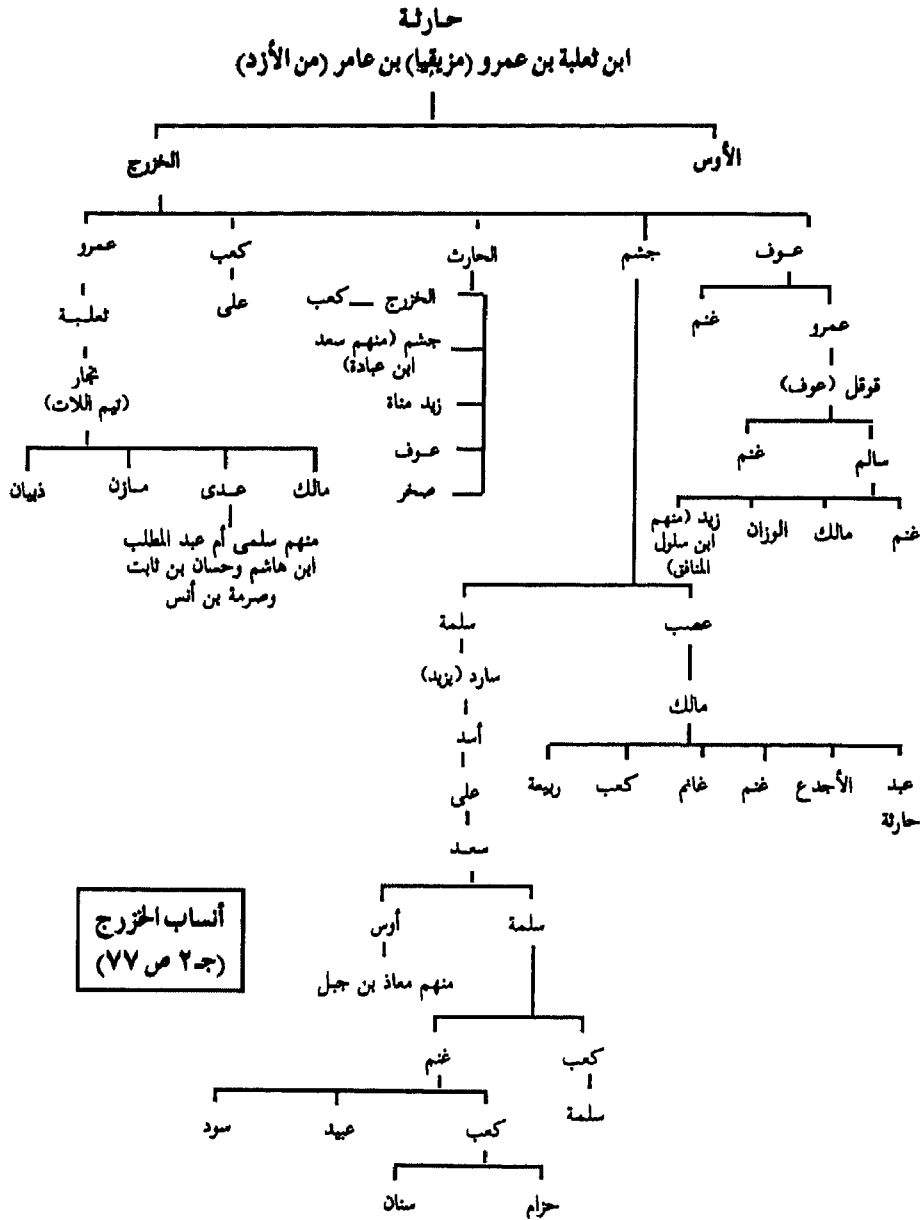 حارثة
ابن ثعلبة بن عمرو (مزيقيا) بن عامر (من الأزد)
الأوس
الخزرج
عوف
جشم
الحارث
كعب
عمرو
عمرو
غنم
قوقل (عوف)
سالم
غنم
غنم
مالك
الوزان
زيد (منهم
ابن سلول
المنافق)
الخزرج — كعب
جشم (منهم سعد
ابن عبادة)
زيد مناة
عوف
صخر
على
ثعلبة
نجار
(تيم اللات)
مالك
عدى
مازن
ذبيان
منهم سلمى أم عبد المطلب
ابن هاشم وحسان بن ثابت
وصرمة بن أنس
عصب
سلمة
مالك
عبد
حارثة
الأجدع
غنم
غانم
كعب
ربيعة
سارد (يزيد)
أسد
على
سعد
سلمة
أوس
منهم معاذ بن جبل
كعب
غنم
سلمة
كعب
عبيد
سود
حزام
سنان
أنساب الخزرج
(جـ ٢ ص ٧٧)